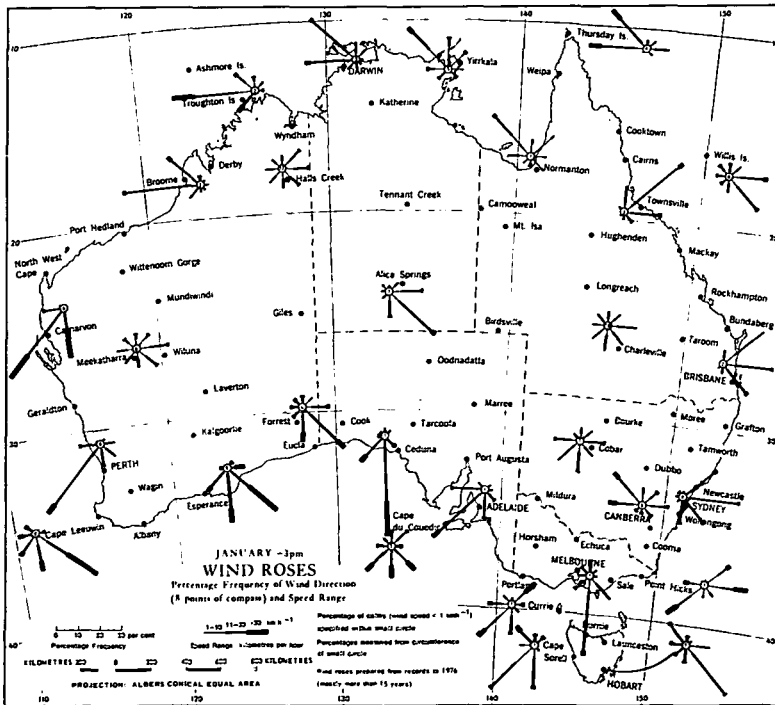 120
130
140
150
10
Thursday Is.
Ashmore Is.
DARWIN
Yirrkala
Weipa
Troughton Is
Katherine
Wyndham
Cooktown
Derby
Cairns
Willis Is.
Broome
Halls Creek
Normanton
Tennant Creek
Camooweal
Townsville
Port Hedland
Mt. Isa
20
Hughenden
Mackay
North West
Cape
Wittenoom Gorge
Alice Springs
Longreach
Mundiwindi
Rockhampton
Giles
Birdsville
Bundaberg
Carnarvon
Charleville
Taroom
Meekatharra
Wiluna
Oodnadatta
BRISBANE
Laverton
Marree
Geraldton
Forrest
Cook
Tarcoola
Bourke
Moree
Grafton
30
Kalgoorlie
Eucla
Ceduna
Cobar
Tamworth
PERTH
Port Augusta
Dubbo
Wagin
Mildura
Newcastle
Esperance
ADELAIDE
SYDNEY
Cape Leeuwin
Albany
Cape
du Couedic
CANBERRA
Wollongong
Horsham
Echuca
Cooma
JANUARY -3pm
WIND ROSES
Percentage Frequency of Wind Direction
(8 points of compass) and Speed Range
MELBOURNE
Portland
Sale
Point Hicks
Currie
Percentage of calms (wind speed < 1 km h⁻¹)
specified within small circle
per cent
Percentage Frequency
Speed Range kilometres per hour
Percentages measured from circumference
of small circle
Launceston
40
KILOMETRES
KILOMETRES
Wind roses prepared from records to 1976
(mostly more than 15 years)
Cape
Sorell
HOBART
PROJECTION: ALBERS CONICAL EQUAL AREA
110
120
140
150